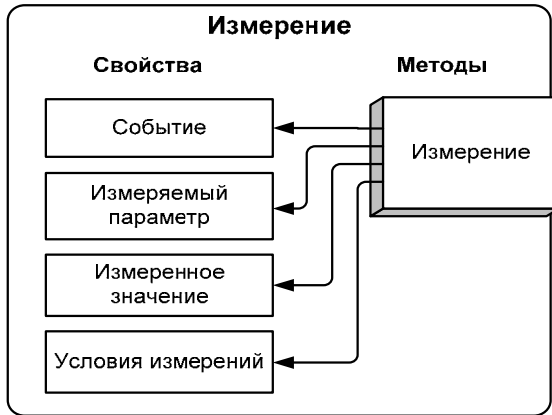 Измерение
Свойства
Методы
Событие
Измерение
Измеряемый
параметр
Измеренное
значение
Условия измерений